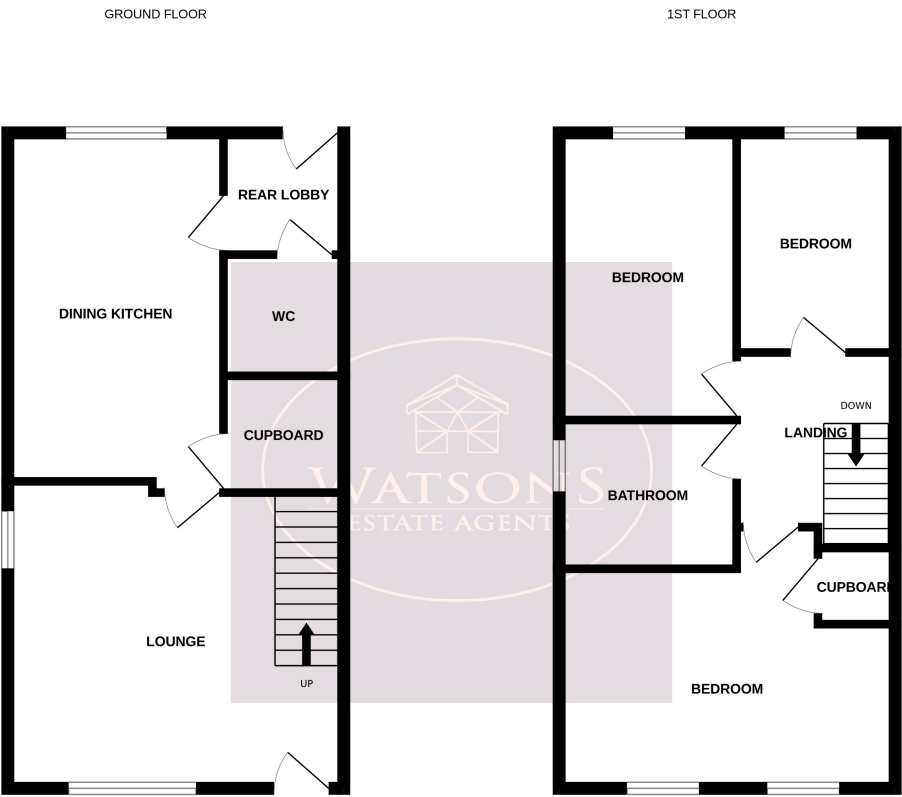 GROUND FLOOR
1ST FLOOR
REAR LOBBY
DINING KITCHEN
WC
CUPBOARD
LOUNGE
UP
BEDROOM
BEDROOM
DOWN
LANDING
BATHROOM
CUPBOARD
BEDROOM
WATSONS
ESTATE AGENTS